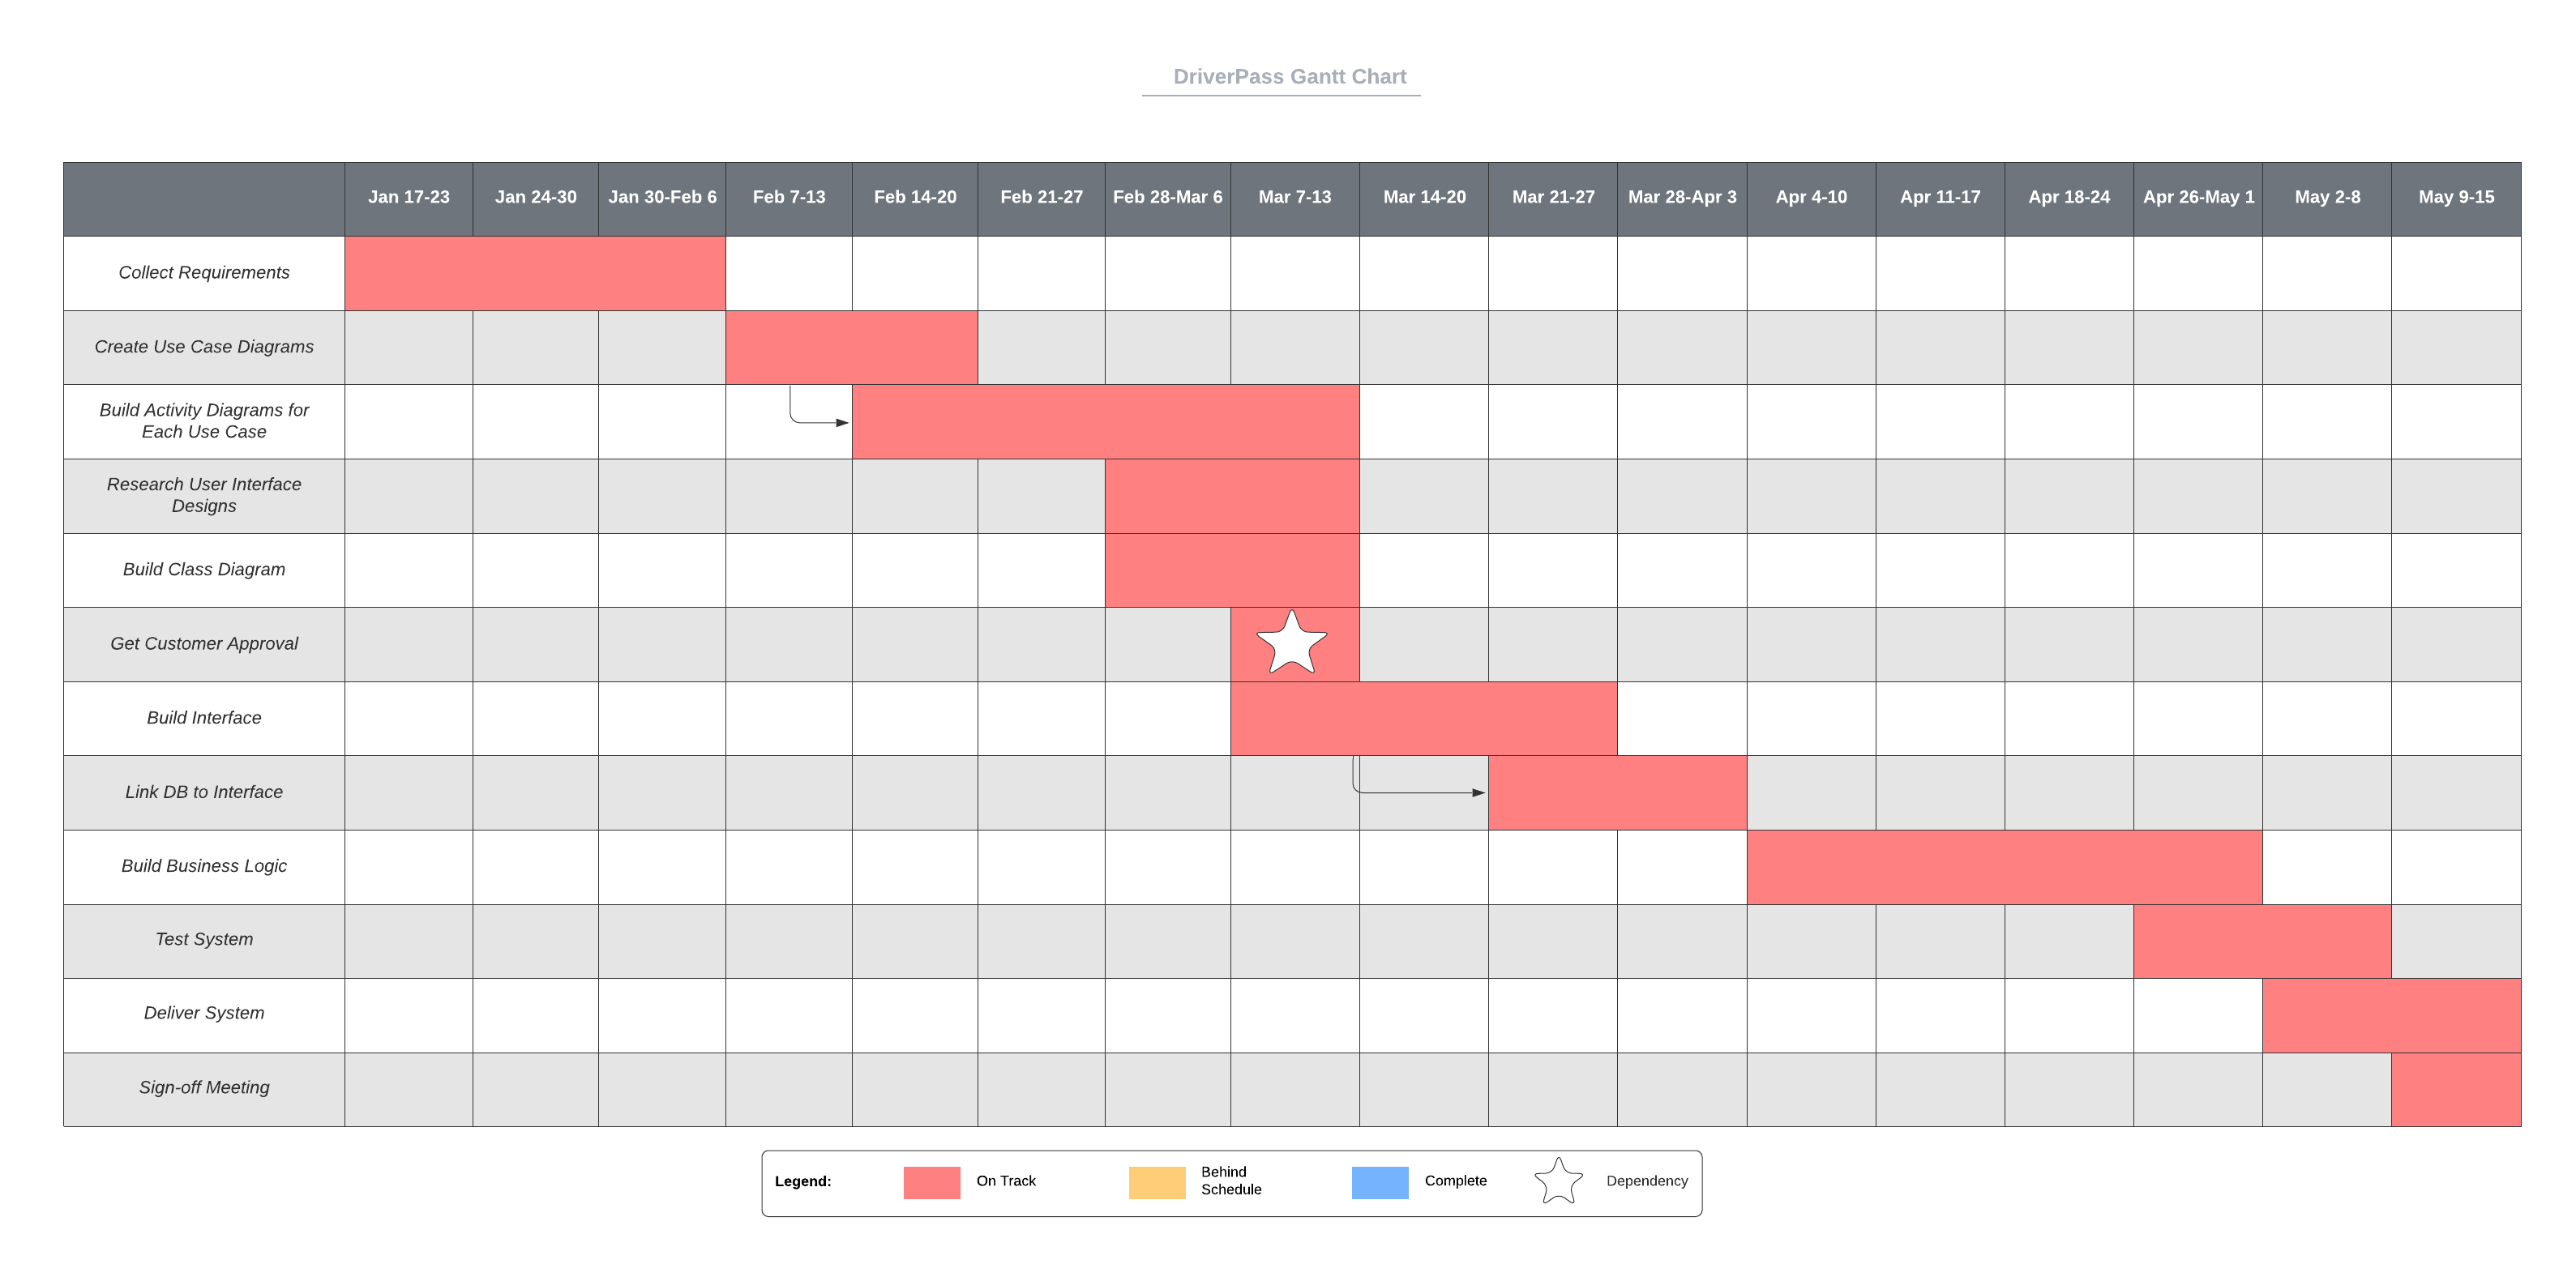 DriverPass Gantt Chart
Jan 17-23
Jan 24-30
Jan 30-Feb 6
Feb 7-13
Feb 14-20
Feb 21-27
Feb 28-Mar 6
Mar 7-13
Mar 14-20
Mar 21-27
Mar 28-Apr 3
Apr 4-10
Apr 11-17
Apr 18-24
Apr 26-May 1
May 2-8
May 9-15
Collect Requirements
Create Use Case Diagrams
Build Activity Diagrams for
Each Use Case
Research User Interface
Designs
Build Class Diagram
Get Customer Approval
Build Interface
Link DB to Interface
Build Business Logic
Test System
Deliver System
Sign-off Meeting
Legend:
On Track
Behind
Schedule
Complete
Dependency